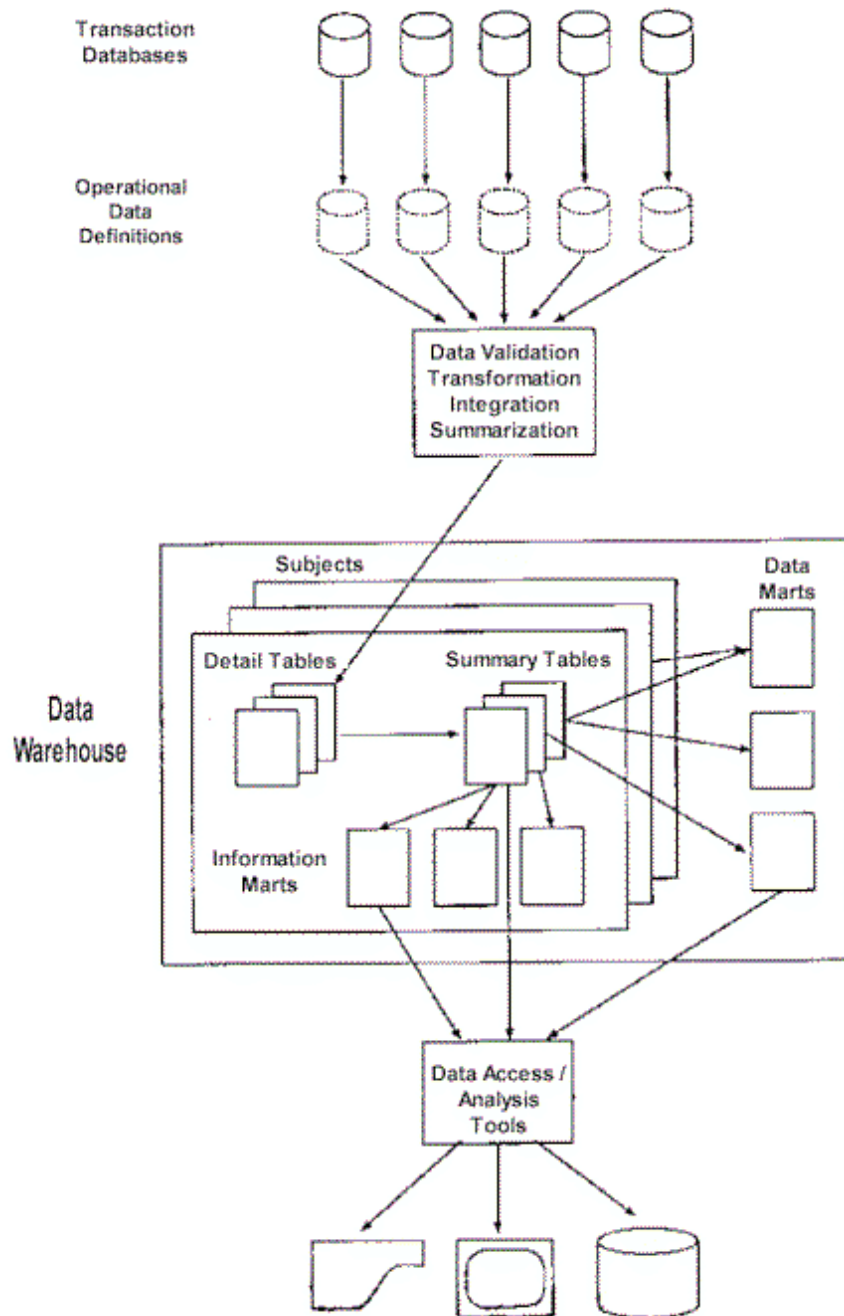 Transaction
Databases
Operational
Data
Definitions
Data Validation
Transformation
Integration
Summarization
Subjects
Data
Marts
Detail Tables
Summary Tables
Data
Warehouse
Information
Marts
Data Access /
Analysis
Tools